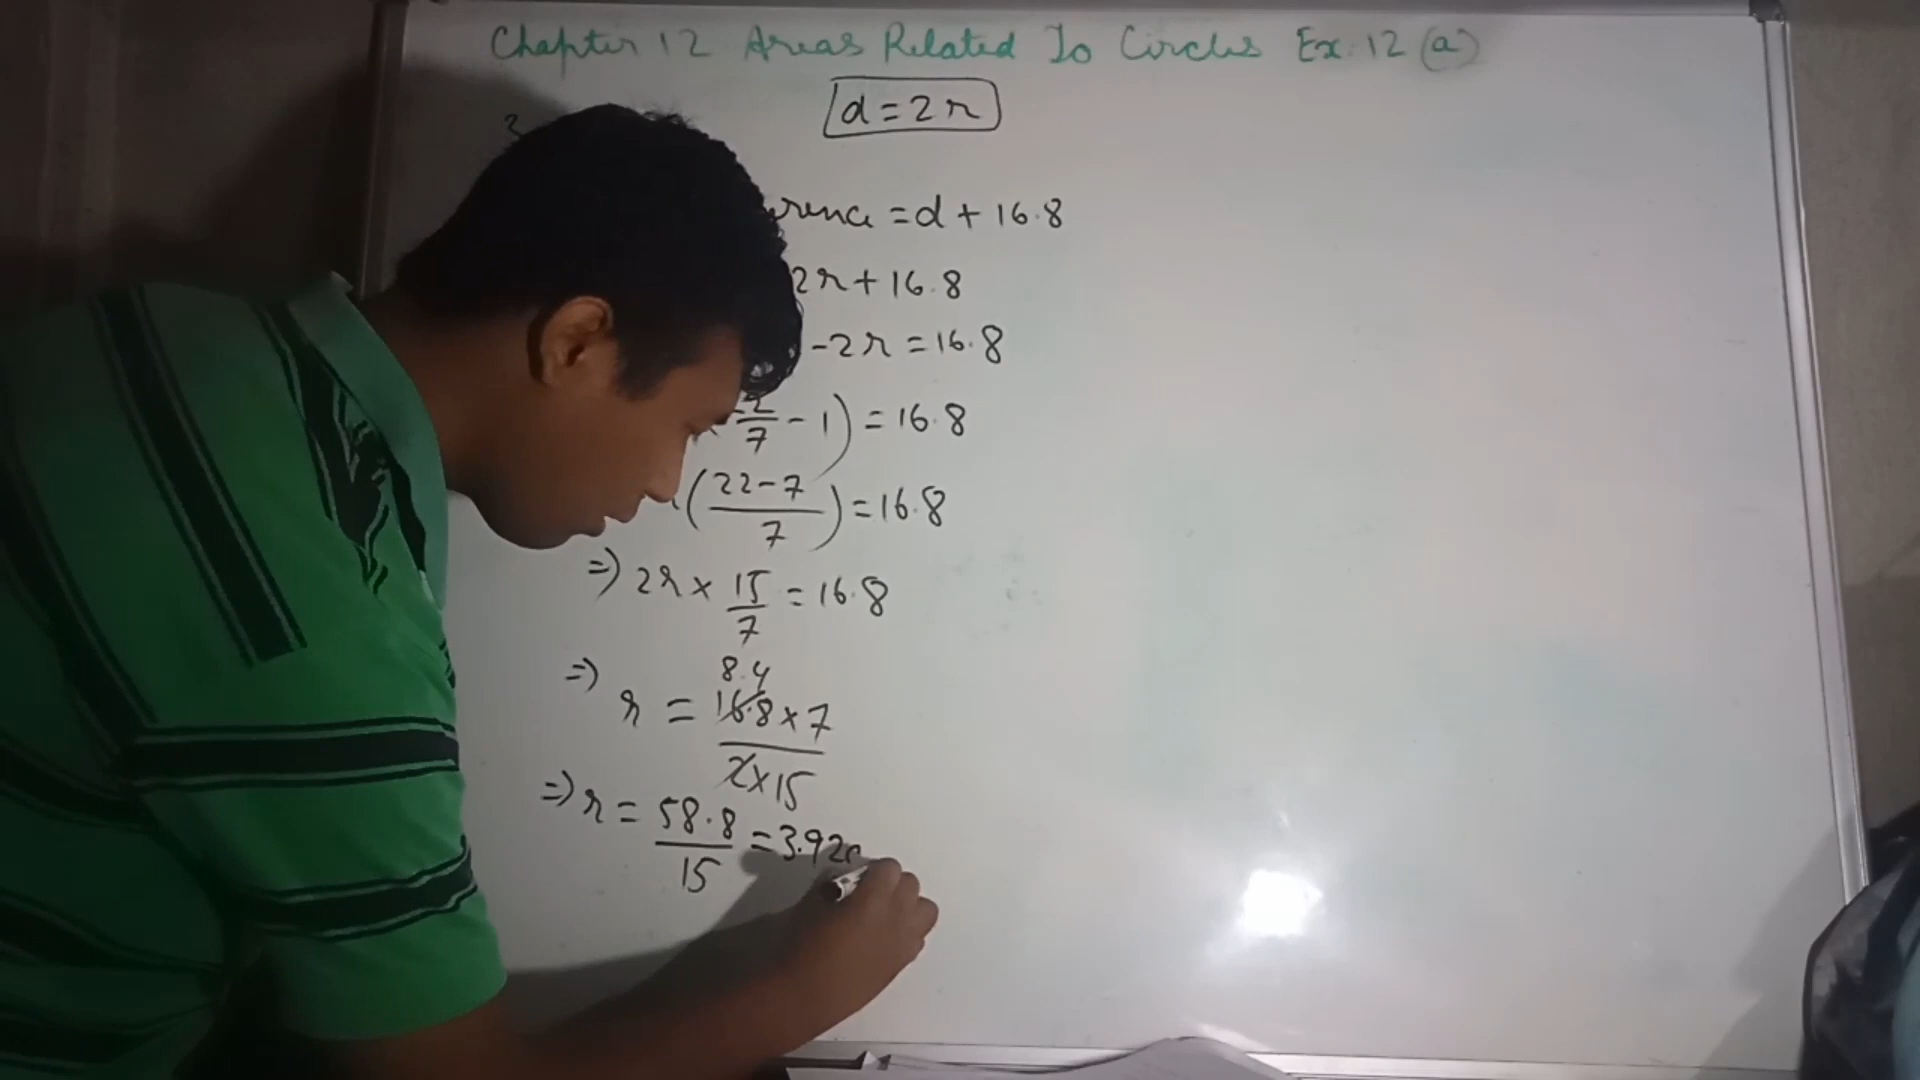 Chapter 12 Areas Related To Circles Ex. 12 (a)
d = 2r
3
= d + 16.8
2r + 16.8
- 2r = 16.8
22/7 - 1) = 16.8
((22-7)/7) = 16.8
=> 2r × 15/7 = 16.8
8.4
=> r = 16.8 × 7 / 2 × 15
=> r = 58.8/15 = 3.92c